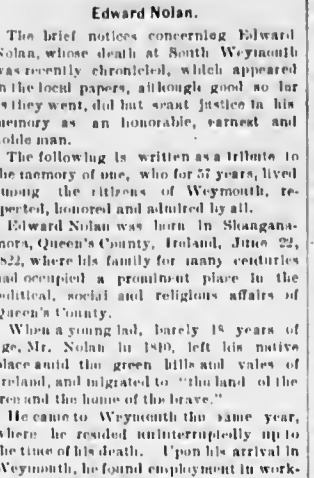 Edward Nolan.
The brief notices concerning Edward
Nolan, whose death at South Weymouth
was recently chronicled, which appeared
in the local papers, although good so far
as they went, did but scant justice to his
memory as an honorable, earnest and
noble man.
The following is written as a tribute to
the memory of one, who for 57 years, lived
among the citizens of Weymouth, re-
spected, honored and admired by all.
Edward Nolan was born in Shangana-
mora, Queen's County, Ireland, June 22,
1822, where his family for many centuries
had occupied a prominent place in the
political, social and religious affairs of
Queen's County.
When a young lad, barely 18 years of
age, Mr. Nolan in 1840, left his native
place amid the green hills and vales of
Ireland, and migrated to "the land of the
free and the home of the brave."
He came to Weymouth the same year,
where he resided uninterruptedly up to
the time of his death. Upon his arrival in
Weymouth, he found employment in work-